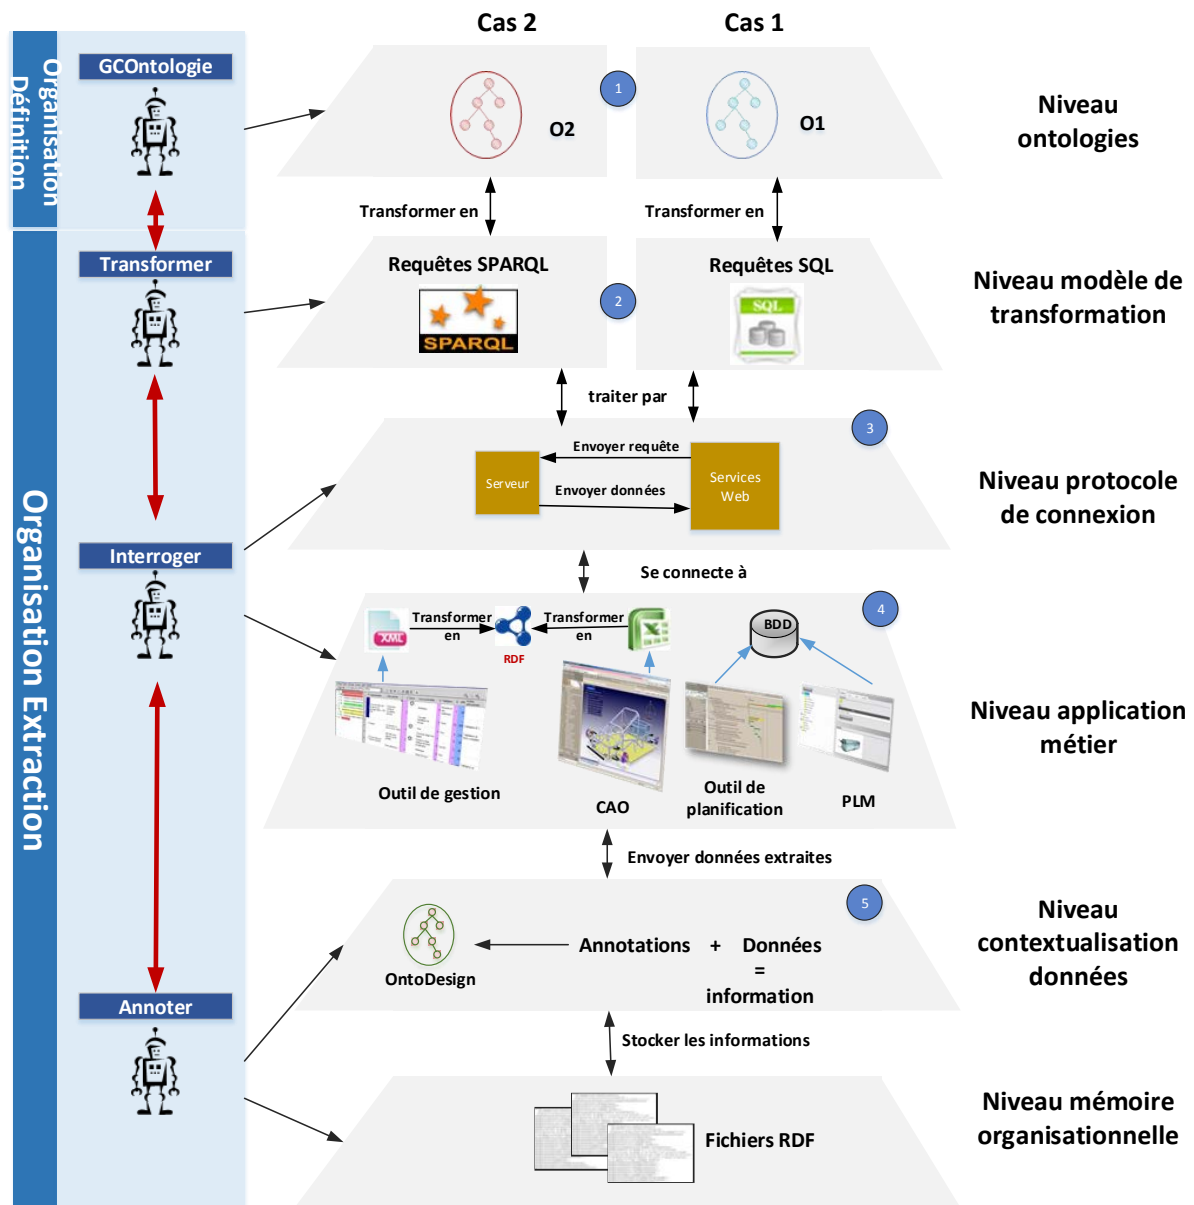 Cas 2
Cas 1
Organisation
Définition
GCOntologie
1
O2
O1
Niveau
ontologies
Transformer en
Transformer en
Organisation Extraction
Transformer
Requêtes SPARQL
SPARQL
2
Requêtes SQL
SQL
Niveau modèle de
transformation
traiter par
3
Envoyer requête
Serveur
Envoyer données
Services
Web
Niveau protocole
de connexion
Interroger
Se connecte à
4
XML
Transformer
en
RDF
Transformer
en
BDD
Outil de gestion
CAO
Outil de
planification
PLM
Niveau application
métier
Envoyer données extraites
5
OntoDesign
Annotations + Données
=
information
Niveau
contextualisation
données
Annoter
Stocker les informations
Fichiers RDF
Niveau mémoire
organisationnelle